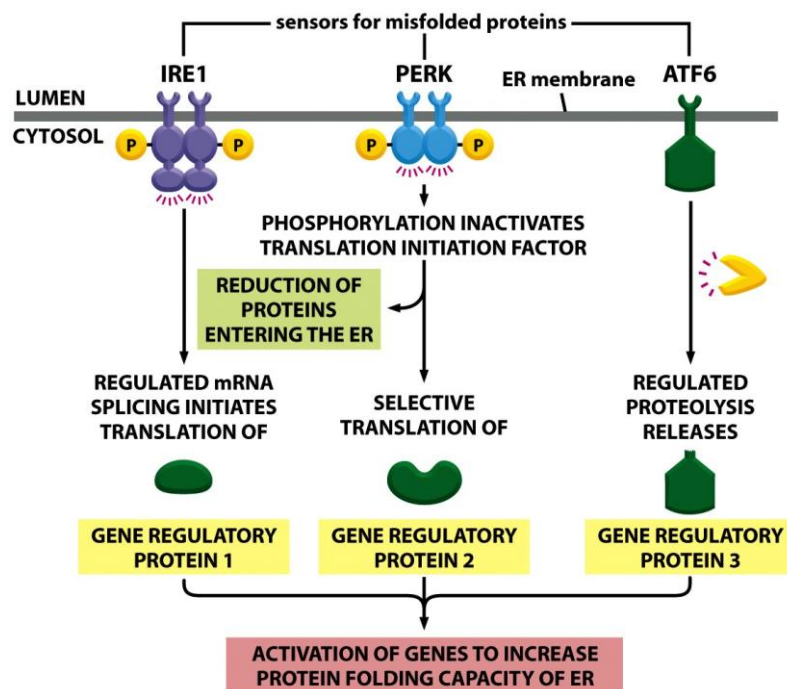 sensors for misfolded proteins
IRE1
PERK
ER membrane
ATF6
LUMEN
CYTOSOL
P
P
P
P
PHOSPHORYLATION INACTIVATES
TRANSLATION INITIATION FACTOR
REDUCTION OF
PROTEINS
ENTERING THE ER
REGULATED mRNA
SPLICING INITIATES
TRANSLATION OF
SELECTIVE
TRANSLATION OF
REGULATED
PROTEOLYSIS
RELEASES
GENE REGULATORY
PROTEIN 1
GENE REGULATORY
PROTEIN 2
GENE REGULATORY
PROTEIN 3
ACTIVATION OF GENES TO INCREASE
PROTEIN FOLDING CAPACITY OF ER